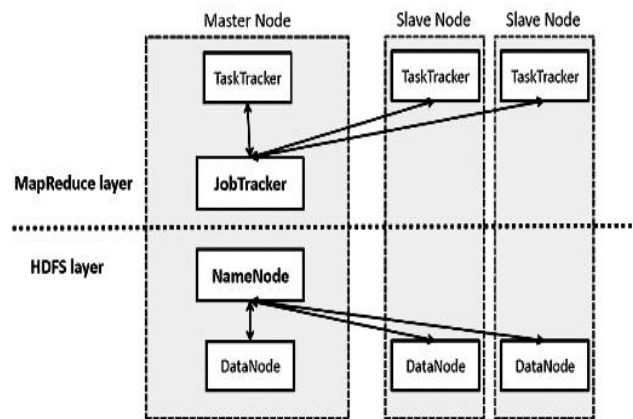 Master Node
Slave Node
Slave Node
TaskTracker
TaskTracker
TaskTracker
MapReduce layer
JobTracker
HDFS layer
NameNode
DataNode
DataNode
DataNode